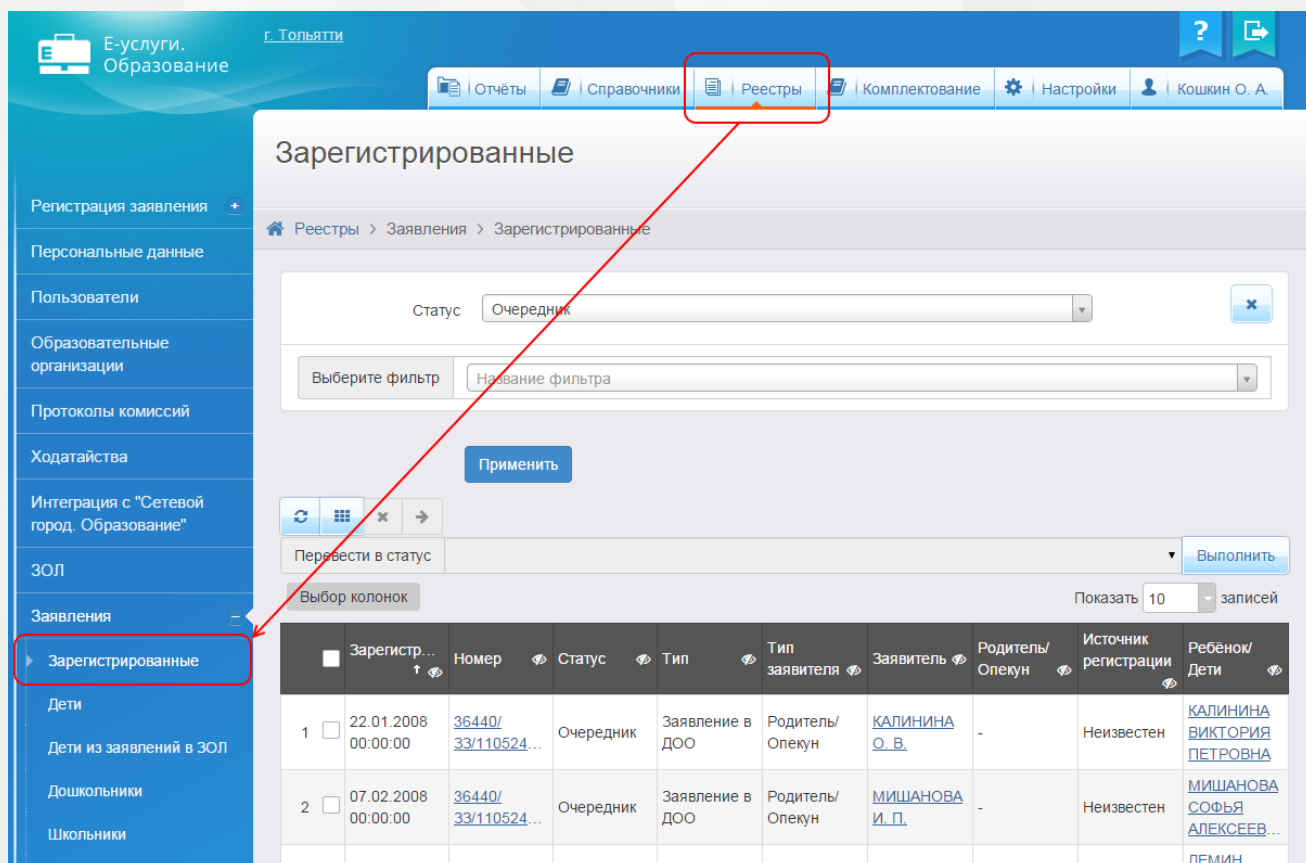 Е-услуги.
Образование
г. Тольятти
?
Отчёты
Справочники
Реестры
Комплектование
Настройки
Кошкин О. А.
Зарегистрированные
Реестры > Заявления > Зарегистрированные
Регистрация заявления
Персональные данные
Пользователи
Образовательные
организации
Протоколы комиссий
Ходатайства
Интеграция с "Сетевой
город. Образование"
ЗОЛ
Заявления
Зарегистрированные
Дети
Дети из заявлений в ЗОЛ
Дошкольники
Школьники
Статус Очередник
Выберите фильтр Название фильтра
Применить
Перевести в статус Выполнить
Выбор колонок Показать 10 записей
Зарегистр...
Номер
Статус
Тип
Тип
заявителя
Заявитель
Родитель/
Опекун
Источник
регистрации
Ребёнок/
Дети
1
22.01.2008
00:00:00
36440/
33/110524...
Очередник
Заявление в
ДОО
Родитель/
Опекун
КАЛИНИНА
О. В.
-
Неизвестен
КАЛИНИНА
ВИКТОРИЯ
ПЕТРОВНА
2
07.02.2008
00:00:00
36440/
33/110524...
Очередник
Заявление в
ДОО
Родитель/
Опекун
МИШАНОВА
И. П.
-
Неизвестен
МИШАНОВА
СОФЬЯ
АЛЕКСЕЕВ...
ДЕМИН